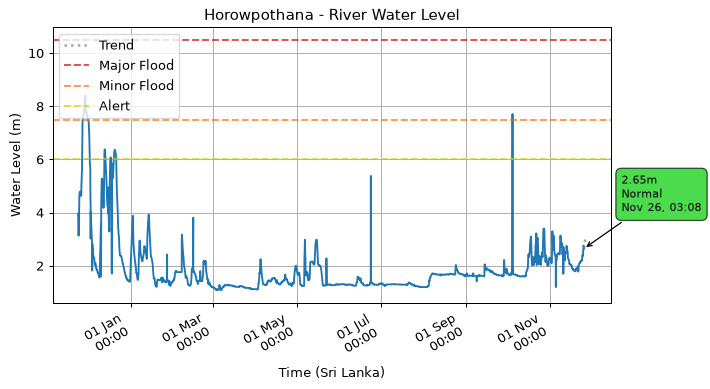 Horowpothana - River Water Level
Trend
Major Flood
Minor Flood
Alert
10
8
6
4
2
Water Level (m)
2.65m
Normal
Nov 26, 03:08
01 Jan
00:00
01 Mar
00:00
01 May
00:00
01 Jul
00:00
01 Sep
00:00
01 Nov
00:00
Time (Sri Lanka)